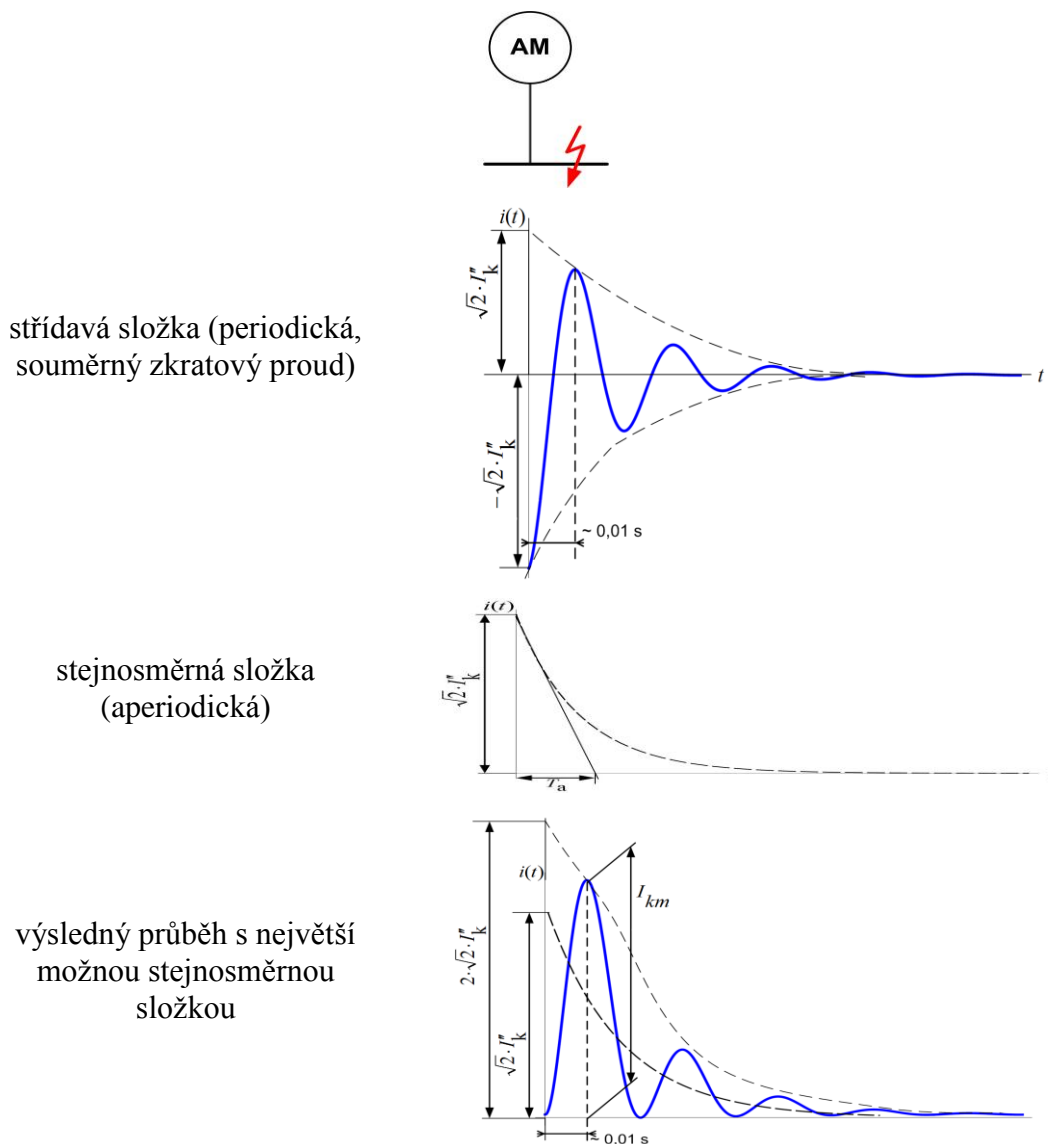 AM
i(t)
√2·I″k
střídavá složka (periodická,
souměrný zkratový proud)
t
−√2·I″k
~ 0,01 s
i(t)
stejnosměrná složka
(aperiodická)
√2·I″k
Ta
i(t)
Ikm
2·√2·I″k
výsledný průběh s největší
možnou stejnosměrnou
složkou
√2·I″k
~ 0.01 s